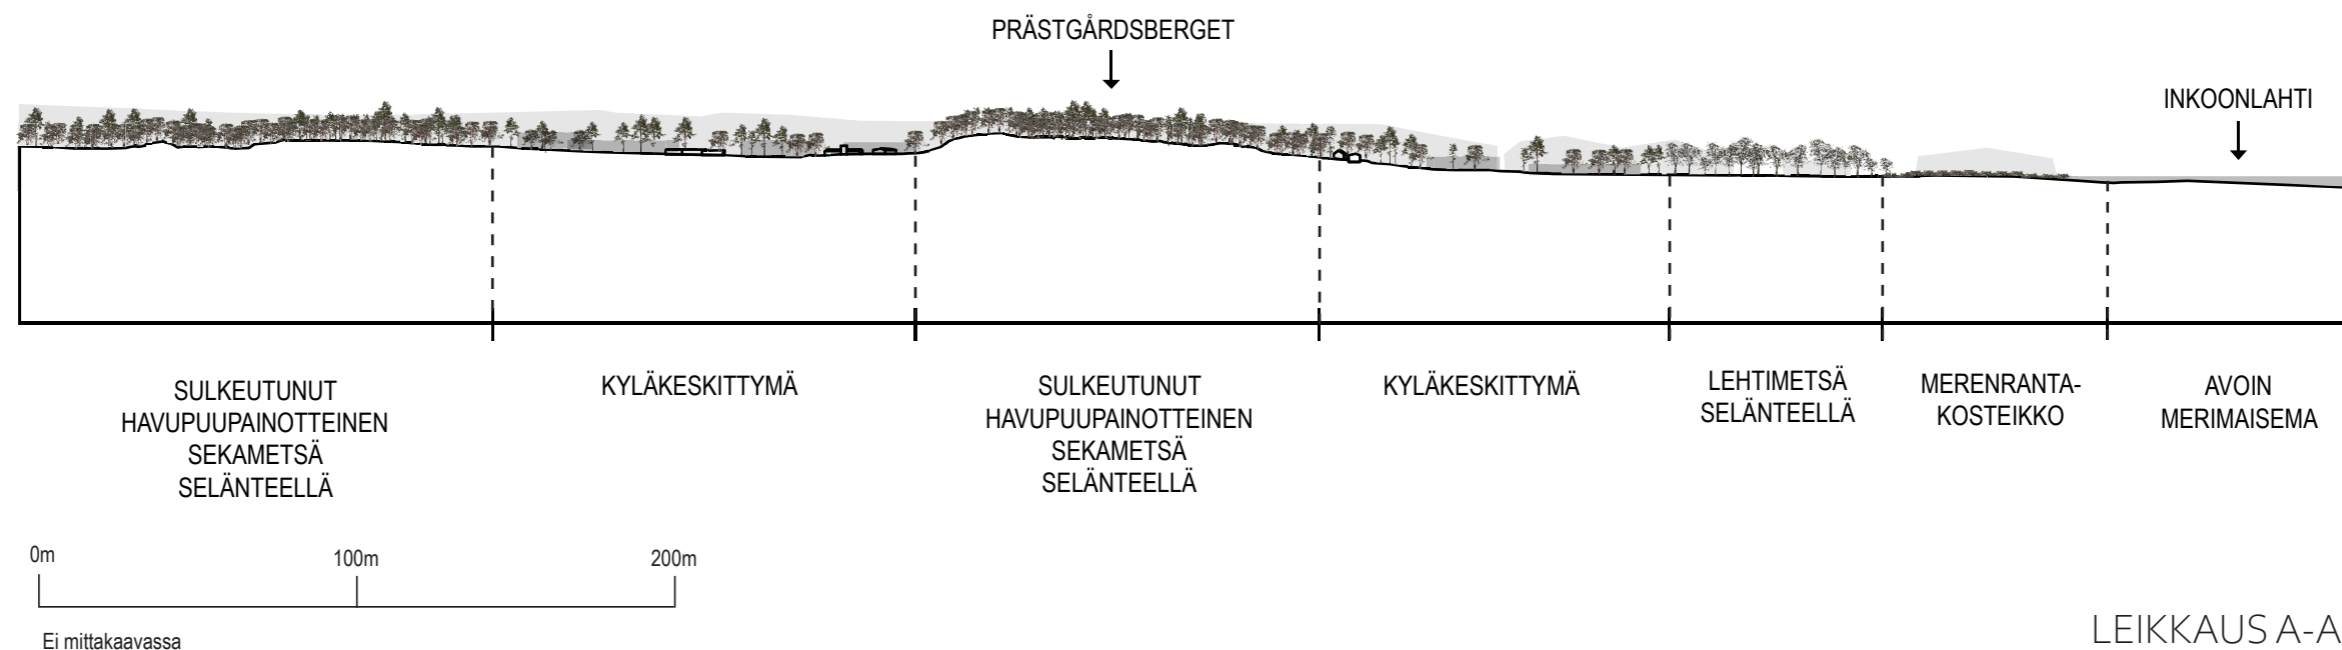 PRÄSTGÅRDSBERGET
INKOONLAHTI
SULKEUTUNUT
HAVUPUUPAINOTTEINEN
SEKAMETSÄ
SELÄNTEELLÄ
KYLÄKESKITTYMÄ
SULKEUTUNUT
HAVUPUUPAINOTTEINEN
SEKAMETSÄ
SELÄNTEELLÄ
KYLÄKESKITTYMÄ
LEHTIMETSÄ
SELÄNTEELLÄ
MERENRANTA-
KOSTEIKKO
AVOIN
MERIMAISEMA
0m 100m 200m
Ei mittakaavassa
LEIKKAUS A-A